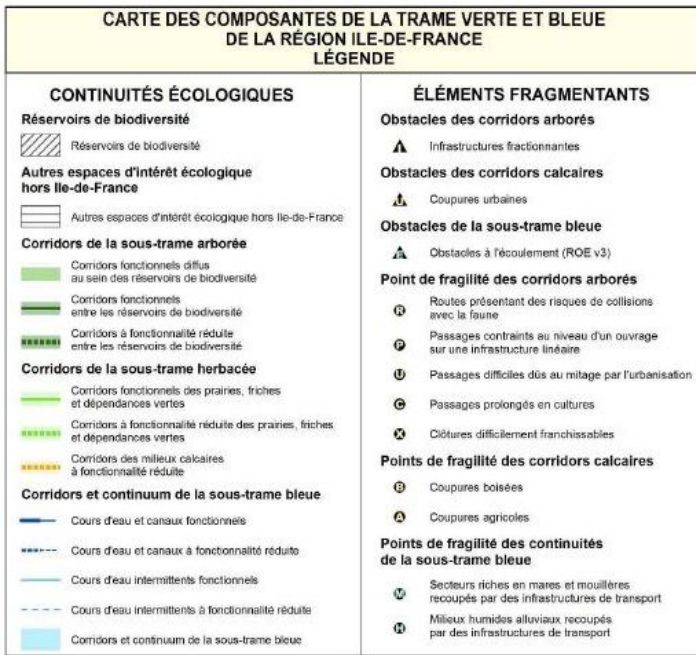 CARTE DES COMPOSANTES DE LA TRAME VERTE ET BLEUE
DE LA RÉGION ILE-DE-FRANCE
LÉGENDE
CONTINUITÉS ÉCOLOGIQUES
Réservoirs de biodiversité
Réservoirs de biodiversité
Autres espaces d'intérêt écologique
hors Ile-de-France
Autres espaces d'intérêt écologique hors Ile-de-France
Corridors de la sous-trame arborée
Corridors fonctionnels diffus
au sein des réservoirs de biodiversité
Corridors fonctionnels
entre les réservoirs de biodiversité
Corridors à fonctionnalité réduite
entre les réservoirs de biodiversité
Corridors de la sous-trame herbacée
Corridors fonctionnels des prairies, friches
et dépendances vertes
Corridors à fonctionnalité réduite des prairies, friches
et dépendances vertes
Corridors des milieux calcaires
à fonctionnalité réduite
Corridors et continuum de la sous-trame bleue
Cours d'eau et canaux fonctionnels
Cours d'eau et canaux à fonctionnalité réduite
Cours d'eau intermittents fonctionnels
Cours d'eau intermittents à fonctionnalité réduite
Corridors et continuum de la sous-trame bleue
ÉLÉMENTS FRAGMENTANTS
Obstacles des corridors arborés
Infrastructures fractionnantes
Obstacles des corridors calcaires
Coupures urbaines
Obstacles de la sous-trame bleue
Obstacles à l'écoulement (ROE v3)
Point de fragilité des corridors arborés
R Routes présentant des risques de collisions
avec la faune
P Passages contraints au niveau d'un ouvrage
sur une infrastructure linéaire
U Passages difficiles dûs au mitage par l'urbanisation
C Passages prolongés en cultures
X Clôtures difficilement franchissables
Points de fragilité des corridors calcaires
B Coupures boisées
A Coupures agricoles
Points de fragilité des continuités
de la sous-trame bleue
M Secteurs riches en mares et mouillères
recoupés par des infrastructures de transport
H Milieux humides alluviaux recoupés
par des infrastructures de transport